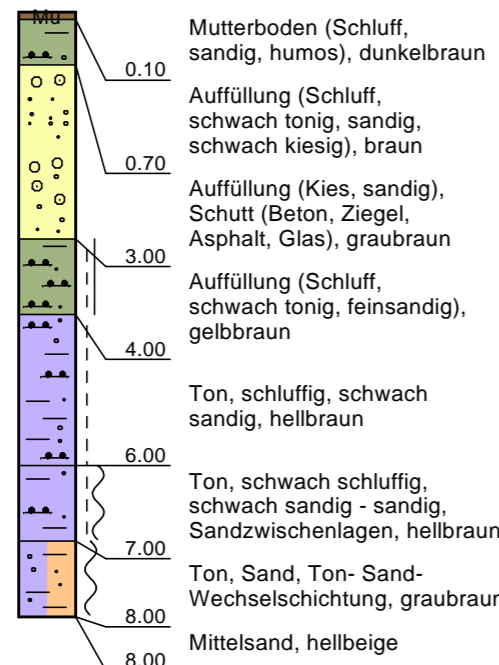 Mu
Mutterboden (Schluff,
sandig, humos), dunkelbraun
0.10
Auffüllung (Schluff,
schwach tonig, sandig,
schwach kiesig), braun
0.70
Auffüllung (Kies, sandig),
Schutt (Beton, Ziegel,
Asphalt, Glas), graubraun
3.00
Auffüllung (Schluff,
schwach tonig, feinsandig),
gelbbraun
4.00
Ton, schluffig, schwach
sandig, hellbraun
6.00
Ton, schwach schluffig,
schwach sandig - sandig,
Sandzwischenlagen, hellbraun
7.00
Ton, Sand, Ton- Sand-
Wechselschichtung, graubraun
8.00
Mittelsand, hellbeige
8.00